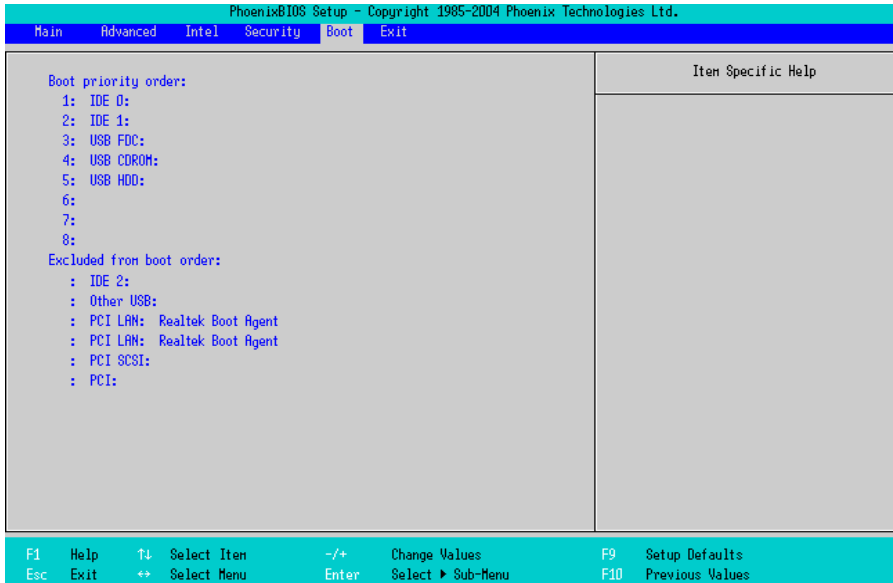 PhoenixBIOS Setup - Copyright 1985-2004 Phoenix Technologies Ltd.
Main Advanced Intel Security Boot Exit
Item Specific Help
Boot priority order:
1: IDE 0:
2: IDE 1:
3: USB FDC:
4: USB CDROM:
5: USB HDD:
6:
7:
8:
Excluded from boot order:
: IDE 2:
: Other USB:
: PCI LAN: Realtek Boot Agent
: PCI LAN: Realtek Boot Agent
: PCI SCSI:
: PCI:
F1 Help ↑↓ Select Item -/+ Change Values F9 Setup Defaults
Esc Exit ↔ Select Menu Enter Select ▶ Sub-Menu F10 Previous Values